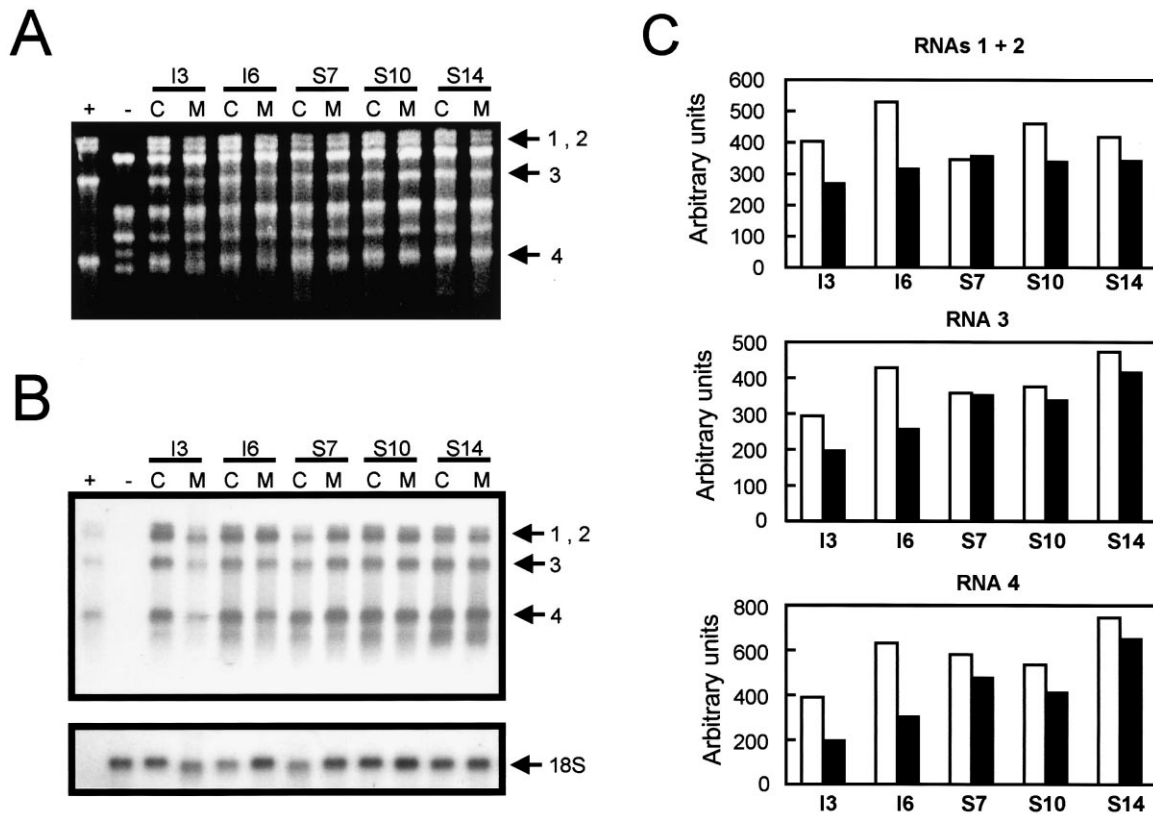 A
I3 I6 S7 S10 S14
+ - C M C M C M C M C M
1 , 2
3
4
B
I3 I6 S7 S10 S14
+ - C M C M C M C M C M
1 , 2
3
4
18S
C
RNAs 1 + 2
Arbitrary units
600
500
400
300
200
100
0
I3 I6 S7 S10 S14
RNA 3
Arbitrary units
500
400
300
200
100
0
I3 I6 S7 S10 S14
RNA 4
Arbitrary units
800
600
400
200
0
I3 I6 S7 S10 S14